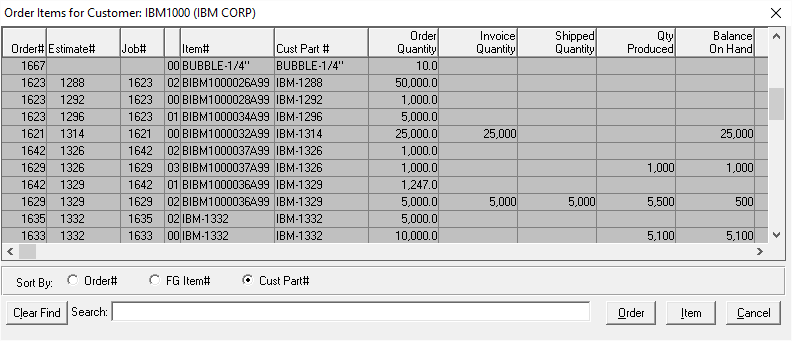 Order Items for Customer: IBM1000 (IBM CORP)
Order# Estimate# Job# Item# Cust Part # Order Quantity Invoice Quantity Shipped Quantity Qty Produced Balance On Hand
1667 00 BUBBLE-1/4" BUBBLE-1/4" 10.0
1623 1288 1623 02 BIBM1000026A99 IBM-1288 50,000.0
1623 1292 1623 00 BIBM1000028A99 IBM-1292 1,000.0
1623 1296 1623 01 BIBM1000034A99 IBM-1296 5,000.0
1621 1314 1621 00 BIBM1000032A99 IBM-1314 25,000.0 25,000 25,000
1642 1326 1642 02 BIBM1000037A99 IBM-1326 1,000.0
1629 1326 1629 03 BIBM1000037A99 IBM-1326 1,000.0 1,000 1,000
1642 1329 1642 01 BIBM1000036A99 IBM-1329 1,247.0
1629 1329 1629 02 BIBM1000036A99 IBM-1329 5,000.0 5,000 5,000 5,500 500
1635 1332 1635 02 IBM-1332 IBM-1332 5,000.0
1633 1332 1633 00 IBM-1332 IBM-1332 10,000.0 5,100 5,100
Sort By: Order# FG Item# Cust Part#
Clear Find Search: Order Item Cancel